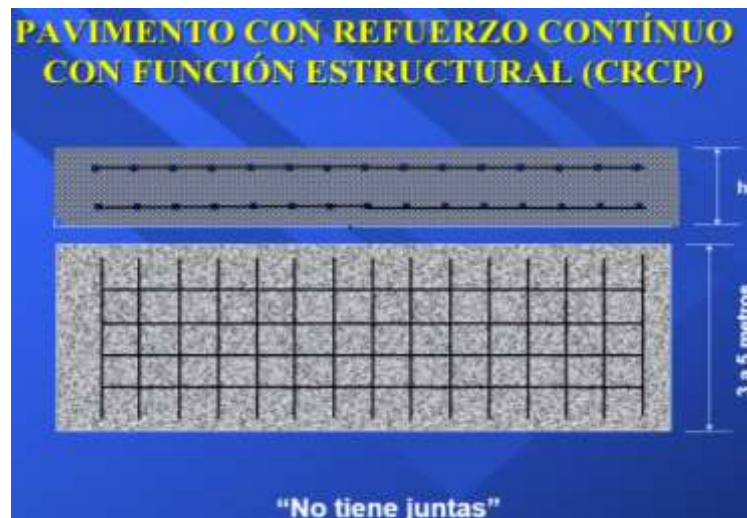 PAVIMENTO CON REFUERZO CONTÍNUO
CON FUNCIÓN ESTRUCTURAL (CRCP)
h
3 a 5 metros
“No tiene juntas”